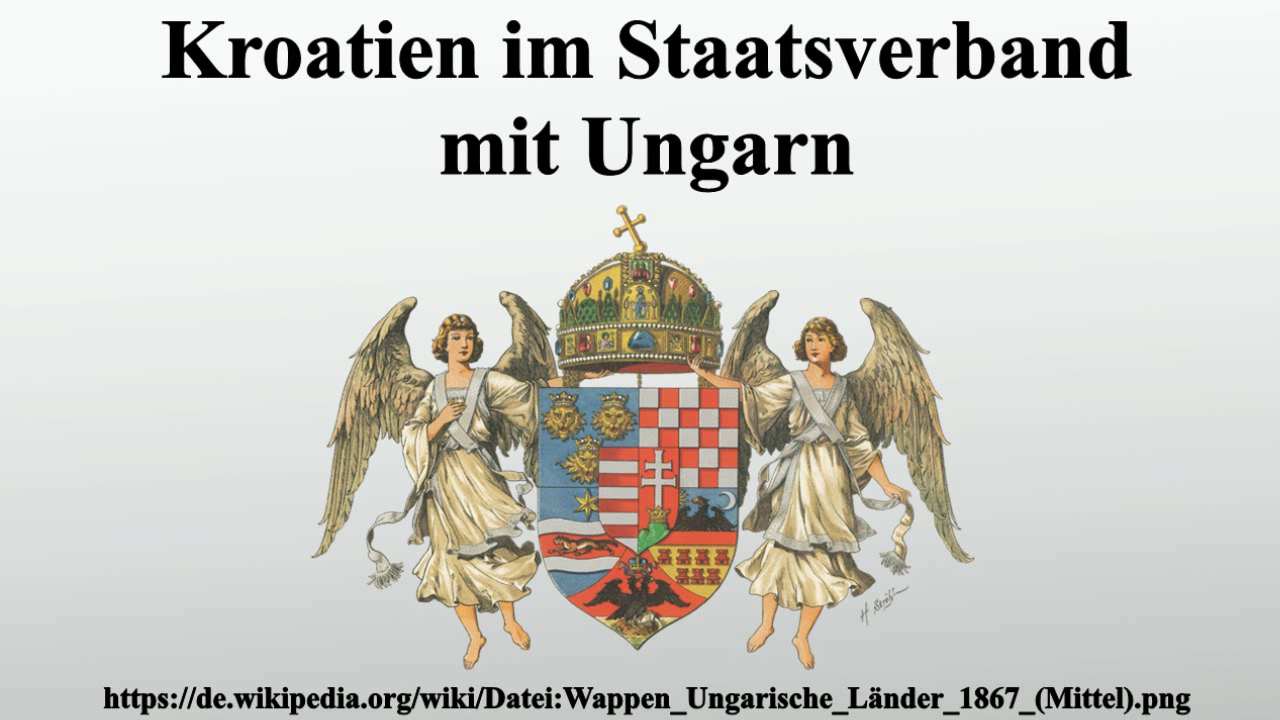 Kroatien im Staatsverband
mit Ungarn
https://de.wikipedia.org/wiki/Datei:Wappen_Ungarische_Länder_1867_(Mittel).png